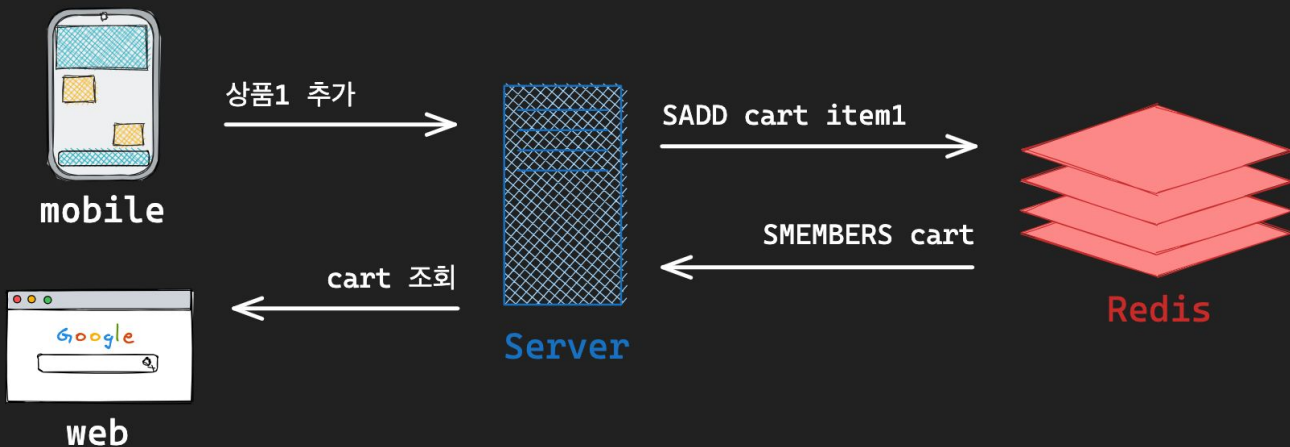 상품1 추가
SADD cart item1
mobile
SMEMBERS cart
cart 조회
Google
Server
Redis
web